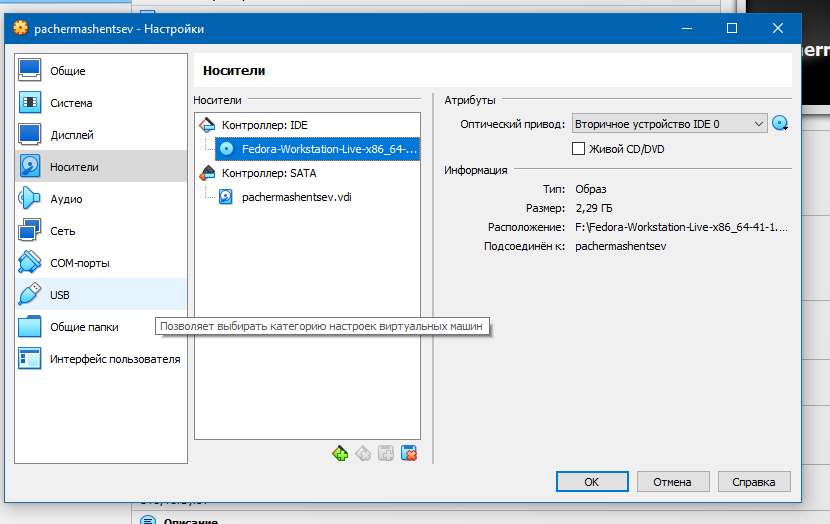 pachermashentsev - Настройки
Общие
Система
Дисплей
Носители
Аудио
Сеть
COM-порты
USB
Общие папки
Интерфейс пользователя
Позволяет выбирать категорию настроек виртуальных машин
Носители
Носители
Контроллер: IDE
Fedora-Workstation-Live-x86_64-...
Контроллер: SATA
pachermashentsev.vdi
Атрибуты
Оптический привод: Вторичное устройство IDE 0
Живой CD/DVD
Информация
Тип: Образ
Размер: 2,29 ГБ
Расположение: F:\Fedora-Workstation-Live-x86_64-41-1....
Подсоединён к: pachermashentsev
OK
Отмена
Справка
Описание